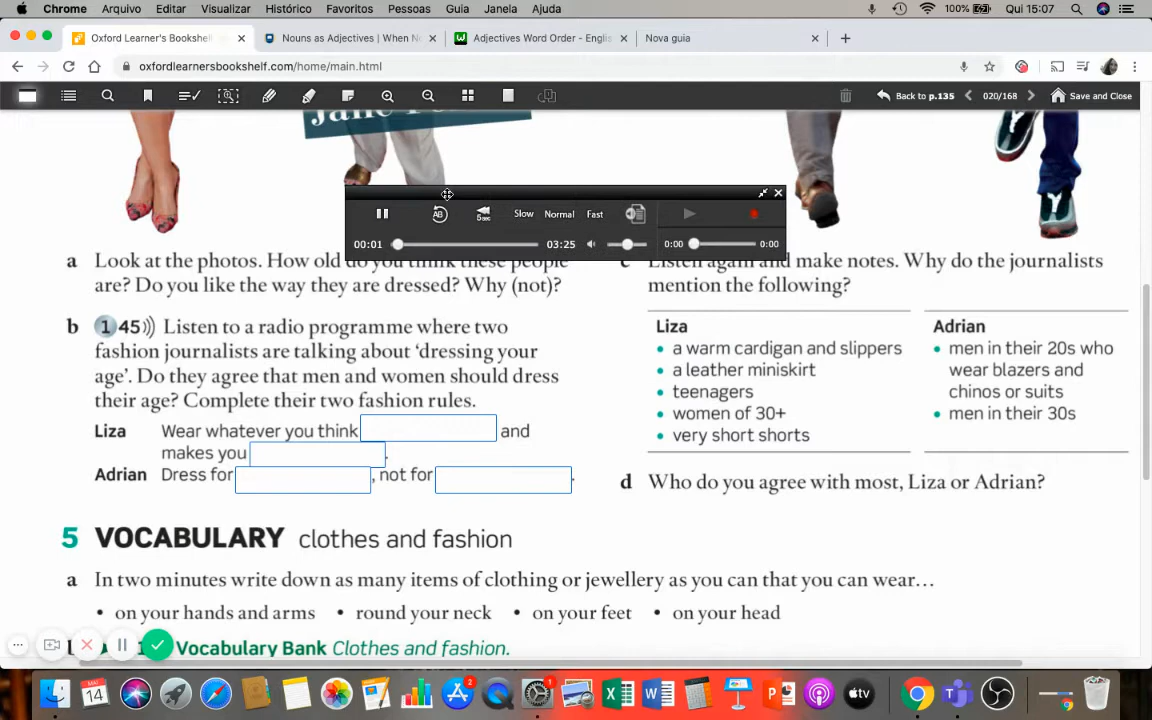 Chrome Arquivo Editar Visualizar Histórico Favoritos Pessoas Guia Janela Ajuda 100% Qui 15:07
Oxford Learner's Bookshel Nouns as Adjectives | When N Adjectives Word Order - Englis Nova guia
oxfordlearnersbookshelf.com/home/main.html
Back to p.135 020/168 Save and Close
AB 5sec Slow Normal Fast
00:01 03:25 0:00 0:00
a Look at the photos. How old do you think these people
are? Do you like the way they are dressed? Why (not)?
b 1 45 Listen to a radio programme where two
fashion journalists are talking about ‘dressing your
age’. Do they agree that men and women should dress
their age? Complete their two fashion rules.
Liza Wear whatever you think and
makes you .
Adrian Dress for , not for .
c Listen again and make notes. Why do the journalists
mention the following?
Liza
• a warm cardigan and slippers
• a leather miniskirt
• teenagers
• women of 30+
• very short shorts
Adrian
• men in their 20s who
wear blazers and
chinos or suits
• men in their 30s
d Who do you agree with most, Liza or Adrian?
5 VOCABULARY clothes and fashion
a In two minutes write down as many items of clothing or jewellery as you can that you can wear…
• on your hands and arms • round your neck • on your feet • on your head
Vocabulary Bank Clothes and fashion.
MAI
14
2
1
tv